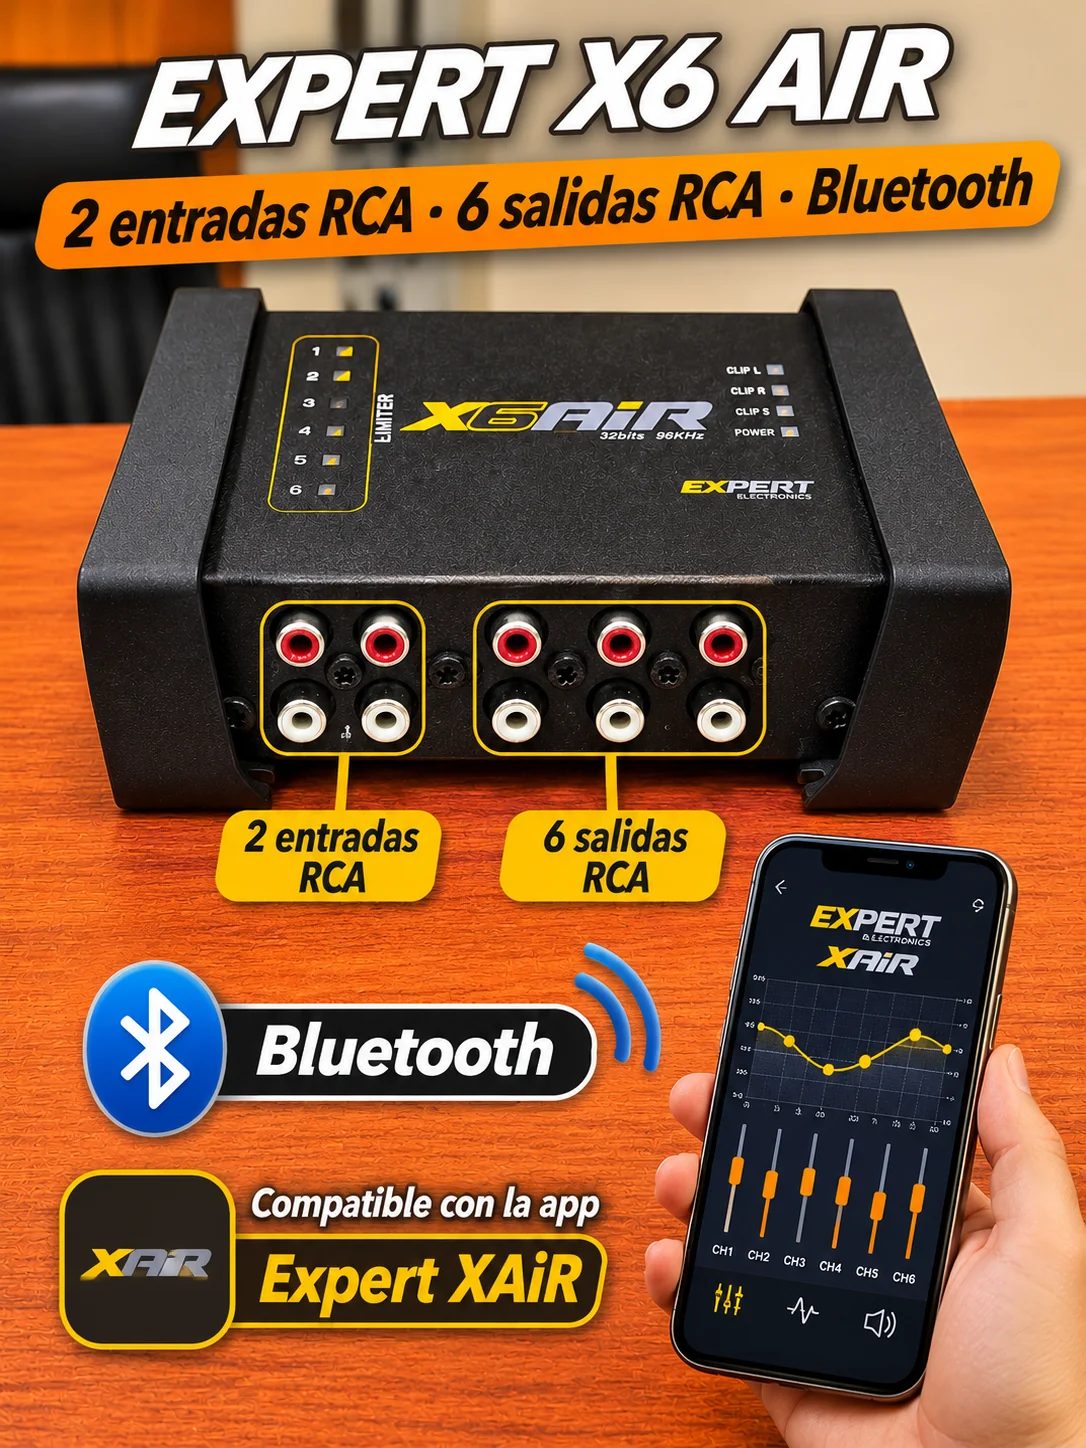 EXPERT X6 AIR
2 entradas RCA · 6 salidas RCA · Bluetooth
1
2
3
4
5
6
LIMITER
X6AiR
32bits 96KHz
CLIP L
CLIP R
CLIP S
POWER
EXPERT
ELECTRONICS
2 entradas
RCA
6 salidas
RCA
EXPERT
ELECTRONICS
XAiR
CH1 CH2 CH3 CH4 CH5 CH6
Bluetooth
XAiR
Compatible con la app
Expert XAiR